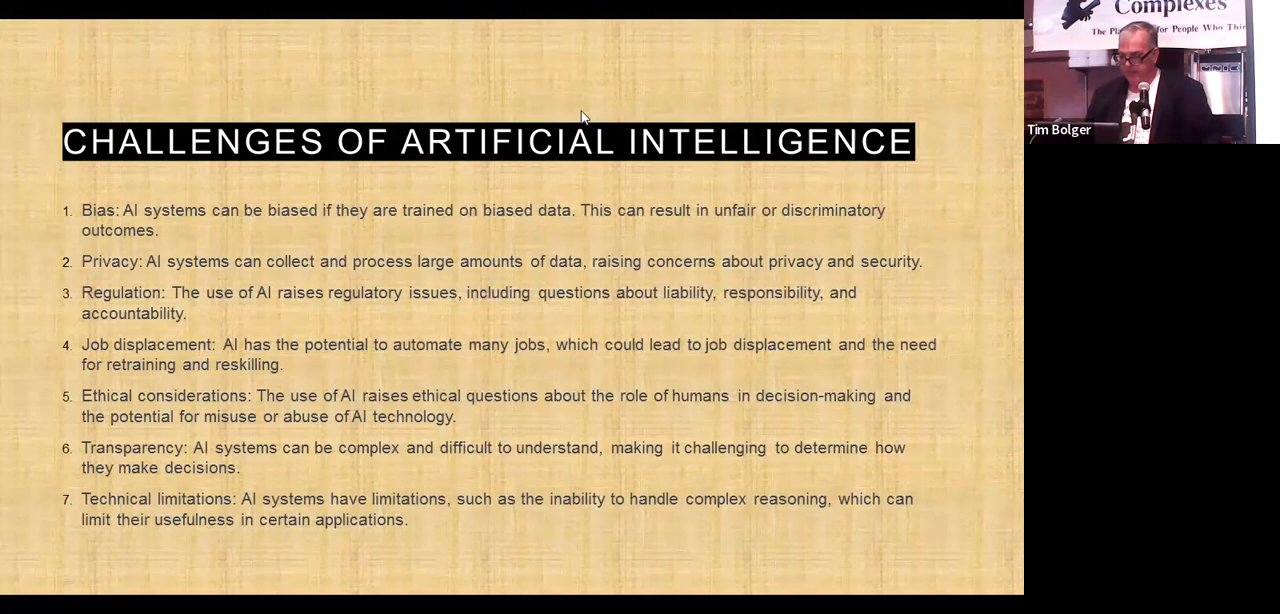 CHALLENGES OF ARTIFICIAL INTELLIGENCE
1. Bias: AI systems can be biased if they are trained on biased data. This can result in unfair or discriminatory
outcomes.
2. Privacy: AI systems can collect and process large amounts of data, raising concerns about privacy and security.
3. Regulation: The use of AI raises regulatory issues, including questions about liability, responsibility, and
accountability.
4. Job displacement: AI has the potential to automate many jobs, which could lead to job displacement and the need
for retraining and reskilling.
5. Ethical considerations: The use of AI raises ethical questions about the role of humans in decision-making and
the potential for misuse or abuse of AI technology.
6. Transparency: AI systems can be complex and difficult to understand, making it challenging to determine how
they make decisions.
7. Technical limitations: AI systems have limitations, such as the inability to handle complex reasoning, which can
limit their usefulness in certain applications.
Complexes
The for People Who
Tim Bolger